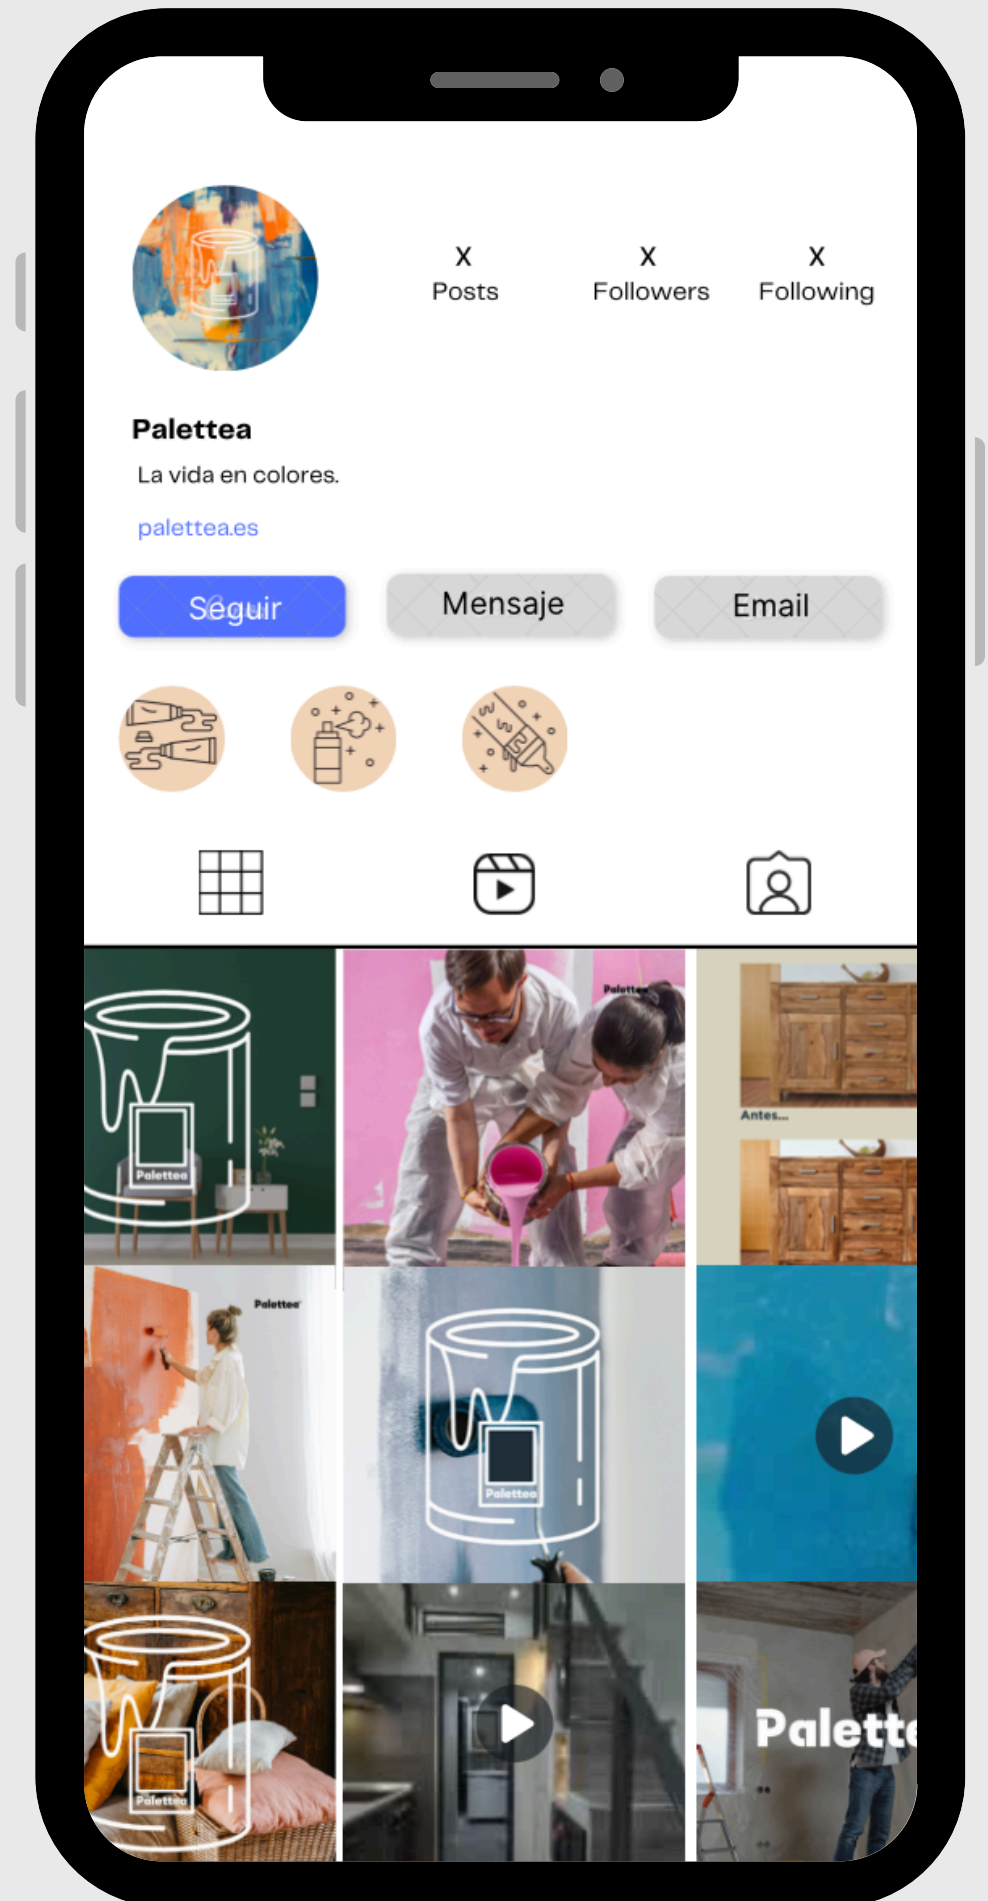 X X X
Posts Followers Following
Palettea
La vida en colores.
palettea.es
Seguir Mensaje Email
Palettea
Palettea
Antes...
Palettea
Palettea
Palettea
Palette